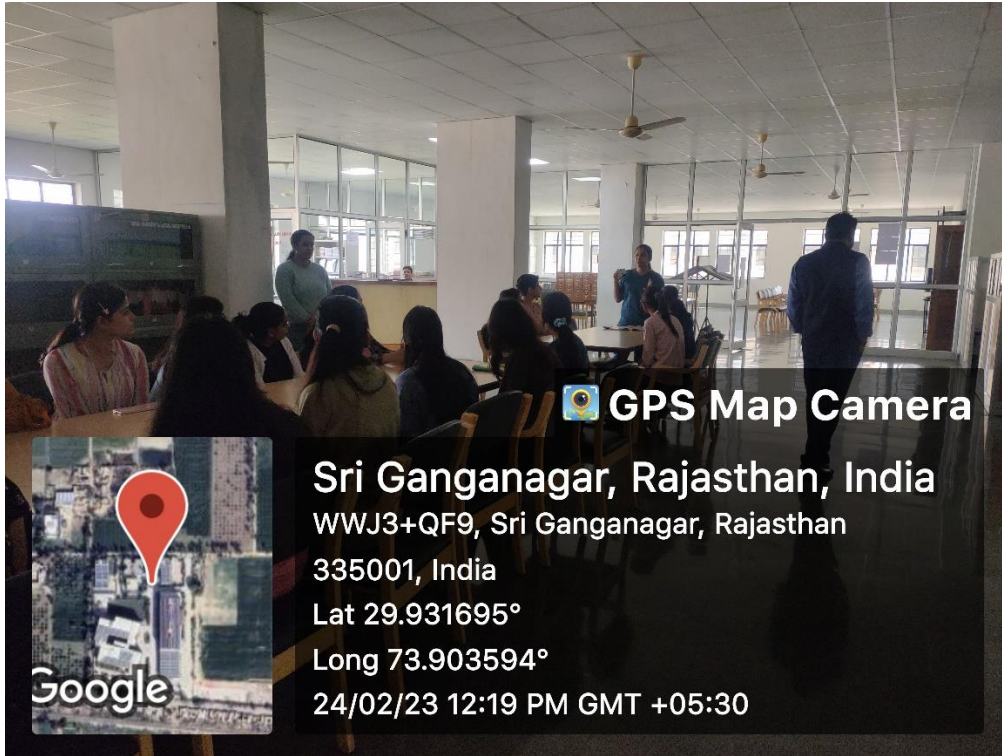 GPS Map Camera
Sri Ganganagar, Rajasthan, India
WWJ3+QF9, Sri Ganganagar, Rajasthan
335001, India
Lat 29.931695°
Long 73.903594°
24/02/23 12:19 PM GMT +05:30
Google